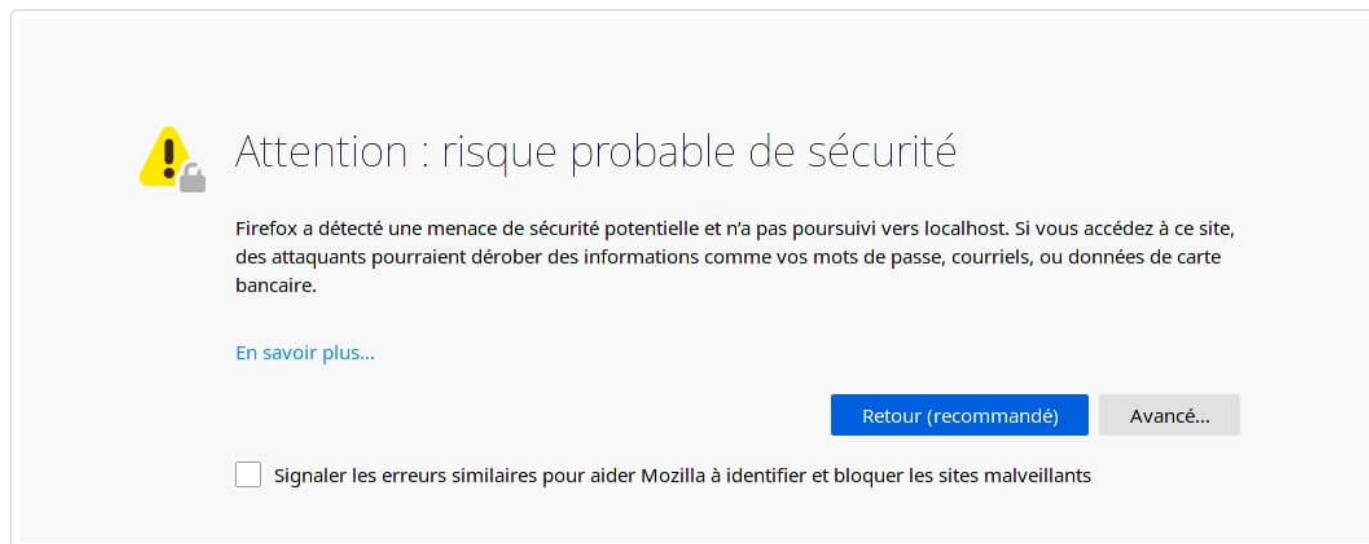 Attention : risque probable de sécurité
Firefox a détecté une menace de sécurité potentielle et n’a pas poursuivi vers localhost. Si vous accédez à ce site,
des attaquants pourraient dérober des informations comme vos mots de passe, courriels, ou données de carte
bancaire.
En savoir plus...
Retour (recommandé)
Avancé...
Signaler les erreurs similaires pour aider Mozilla à identifier et bloquer les sites malveillants